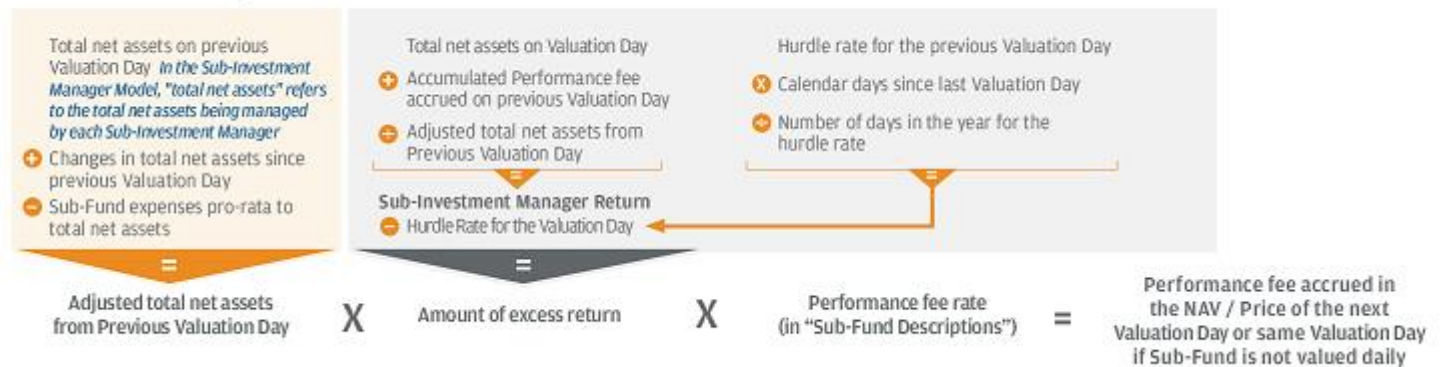 Total net assets on previous
Valuation Day In the Sub-Investment
Manager Model, "total net assets" refers
to the total net assets being managed
by each Sub-Investment Manager
+ Changes in total net assets since
previous Valuation Day
− Sub-Fund expenses pro-rata to
total net assets
=
Adjusted total net assets
from Previous Valuation Day
X
Total net assets on Valuation Day
+ Accumulated Performance fee
accrued on previous Valuation Day
÷ Adjusted total net assets from
Previous Valuation Day
=
Sub-Investment Manager Return
− Hurdle Rate for the Valuation Day
=
Amount of excess return
X
Hurdle rate for the previous Valuation Day
X Calendar days since last Valuation Day
÷ Number of days in the year for the
hurdle rate
=
Performance fee rate
(in “Sub-Fund Descriptions”)
=
Performance fee accrued in
the NAV / Price of the next
Valuation Day or same Valuation Day
if Sub-Fund is not valued daily